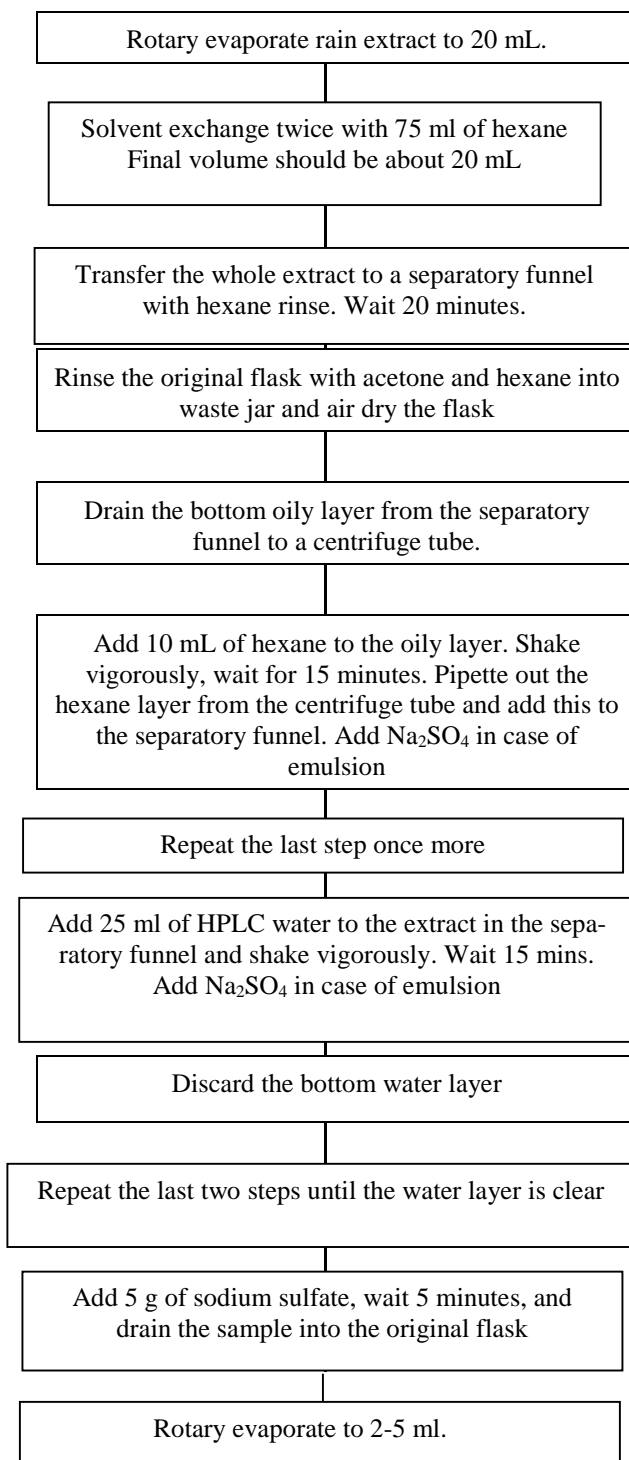 Rotary evaporate rain extract to 20 mL.
Solvent exchange twice with 75 ml of hexane
Final volume should be about 20 mL
Transfer the whole extract to a separatory funnel
with hexane rinse. Wait 20 minutes.
Rinse the original flask with acetone and hexane into
waste jar and air dry the flask
Drain the bottom oily layer from the separatory
funnel to a centrifuge tube.
Add 10 mL of hexane to the oily layer. Shake
vigorously, wait for 15 minutes. Pipette out the
hexane layer from the centrifuge tube and add this to
the separatory funnel. Add Na₂SO₄ in case of
emulsion
Repeat the last step once more
Add 25 ml of HPLC water to the extract in the sepa-
ratory funnel and shake vigorously. Wait 15 mins.
Add Na₂SO₄ in case of emulsion
Discard the bottom water layer
Repeat the last two steps until the water layer is clear
Add 5 g of sodium sulfate, wait 5 minutes, and
drain the sample into the original flask
Rotary evaporate to 2-5 ml.